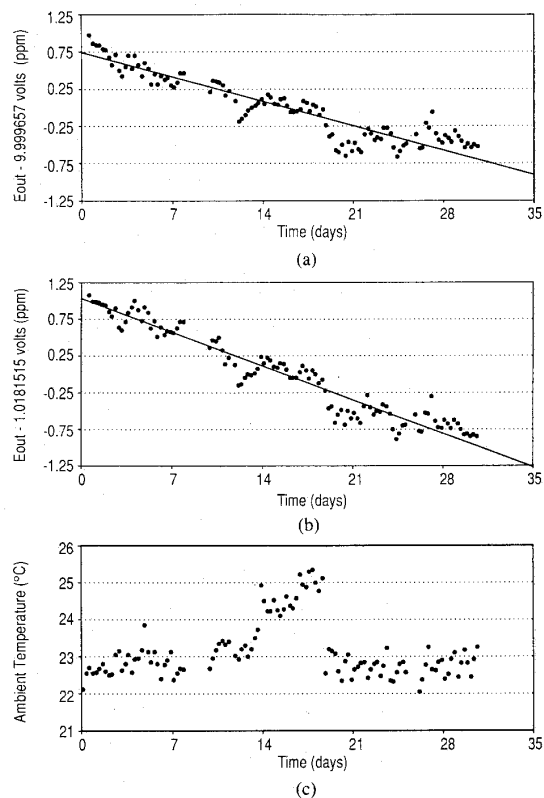 Eout - 9.999657 volts (ppm)
1.25
0.75
0.25
-0.25
-0.75
-1.25
0 7 14 21 28 35
Time (days)
(a)
Eout - 1.0181515 volts (ppm)
1.25
0.75
0.25
-0.25
-0.75
-1.25
0 7 14 21 28 35
Time (days)
(b)
Ambient Temperature (°C)
26
25
24
23
22
21
0 7 14 21 28 35
Time (days)
(c)